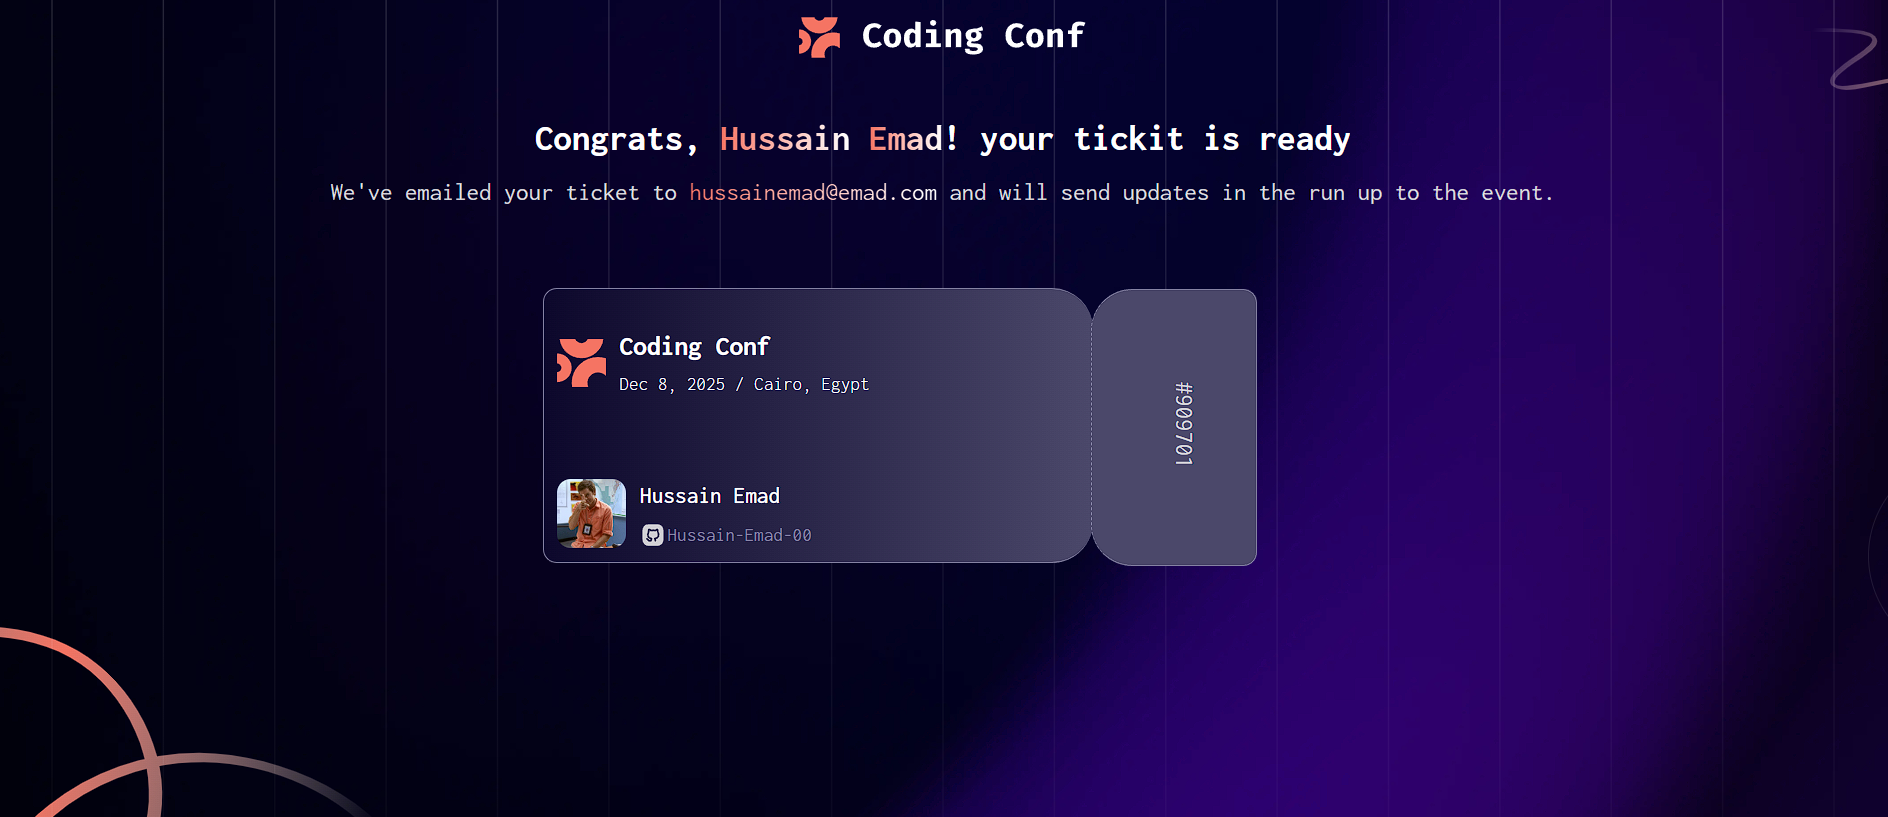 Coding Conf
Congrats, Hussain Emad! your tickit is ready
We've emailed your ticket to hussainemad@emad.com and will send updates in the run up to the event.
Coding Conf
Dec 8, 2025 / Cairo, Egypt
#909701
Hussain Emad
Hussain-Emad-00